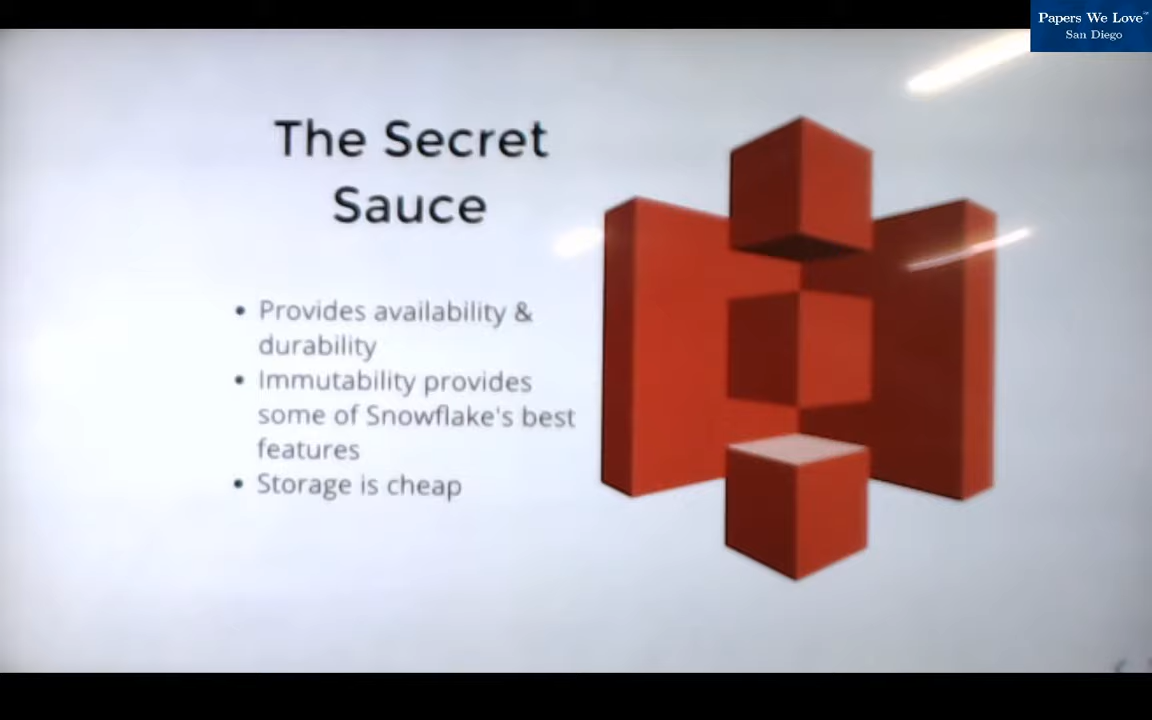 Papers We Love™
San Diego
The Secret
Sauce
• Provides availability &
durability
• Immutability provides
some of Snowflake's best
features
• Storage is cheap